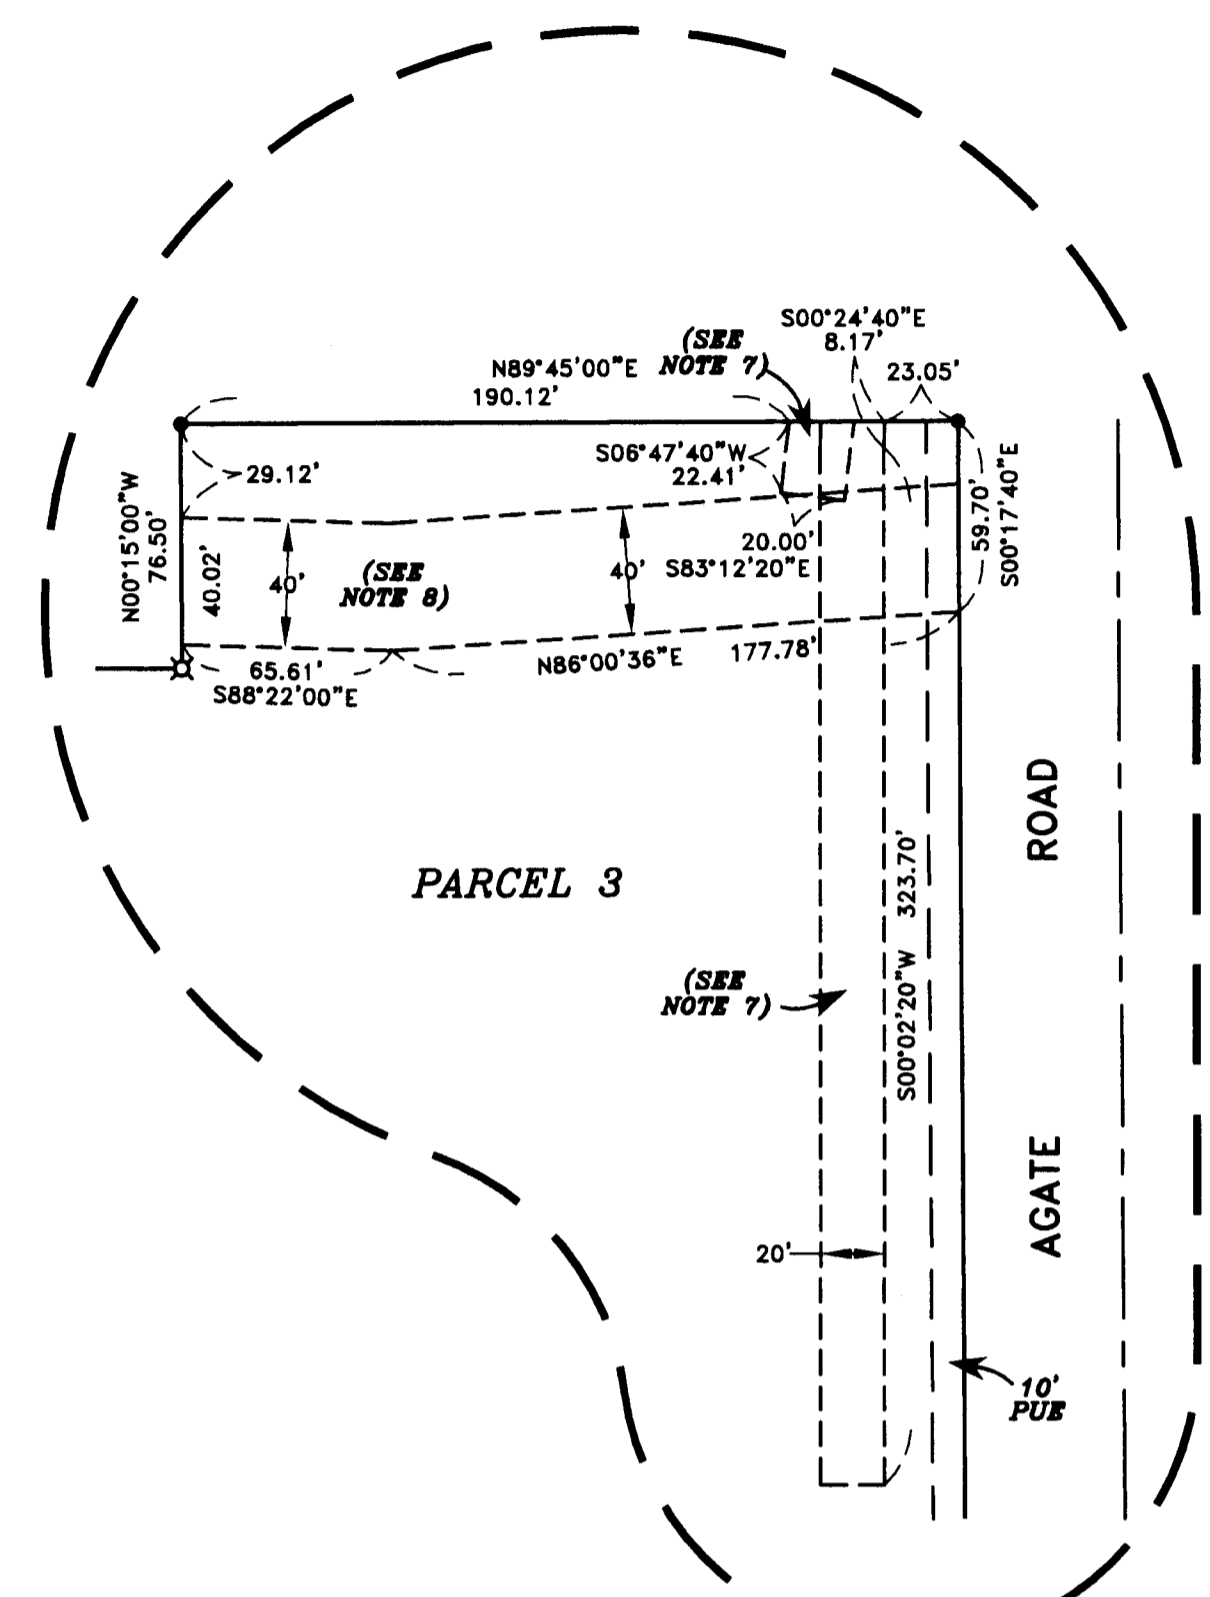 S00°24'40"E
8.17'
(SEE
NOTE 7)
N89°45'00"E
190.12'
23.05'
S06°47'40"W
22.41'
29.12'
N00°15'00"W
76.50'
40.02'
40'
(SEE
NOTE 8)
40'
20.00'
S83°12'20"E
59.70'
S00°17'40"E
65.61'
S88°22'00"E
N86°00'36"E
177.78'
PARCEL 3
ROAD
AGATE
S00°02'20"W 323.70'
(SEE
NOTE 7)
20'
10'
PUE